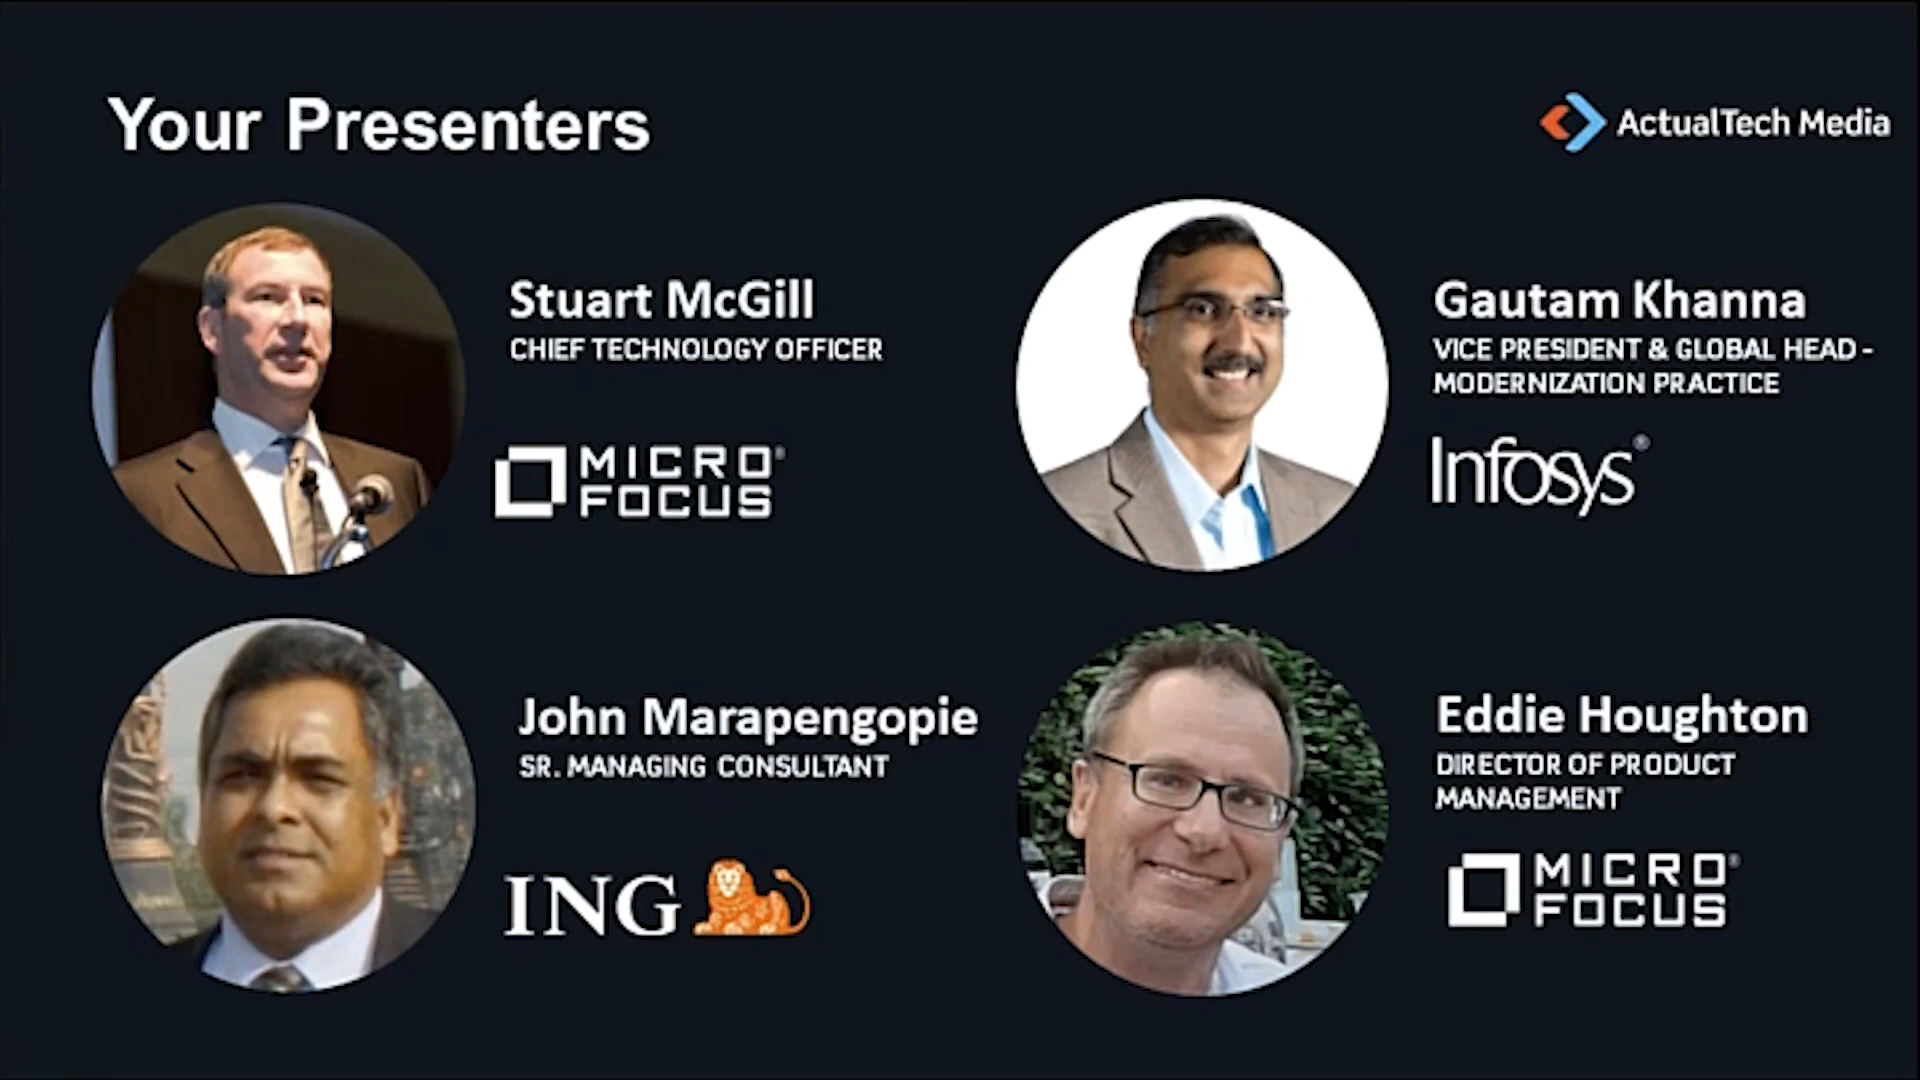 Your Presenters
ActualTech Media
Stuart McGill
CHIEF TECHNOLOGY OFFICER
MICRO
FOCUS
Gautam Khanna
VICE PRESIDENT & GLOBAL HEAD -
MODERNIZATION PRACTICE
Infosys®
John Marapengopie
SR. MANAGING CONSULTANT
ING
Eddie Houghton
DIRECTOR OF PRODUCT
MANAGEMENT
MICRO
FOCUS